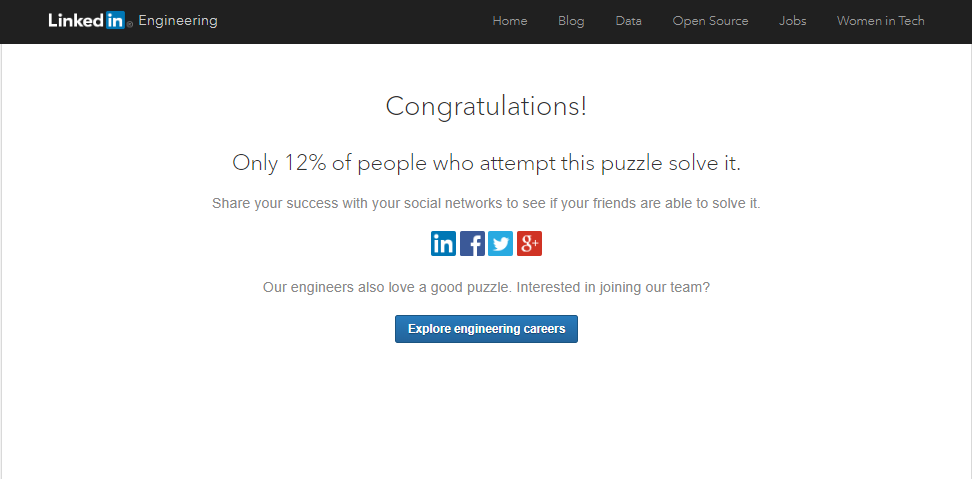 Linked in® Engineering Home Blog Data Open Source Jobs Women in Tech
Congratulations!
Only 12% of people who attempt this puzzle solve it.
Share your success with your social networks to see if your friends are able to solve it.
in f g+
Our engineers also love a good puzzle. Interested in joining our team?
Explore engineering careers